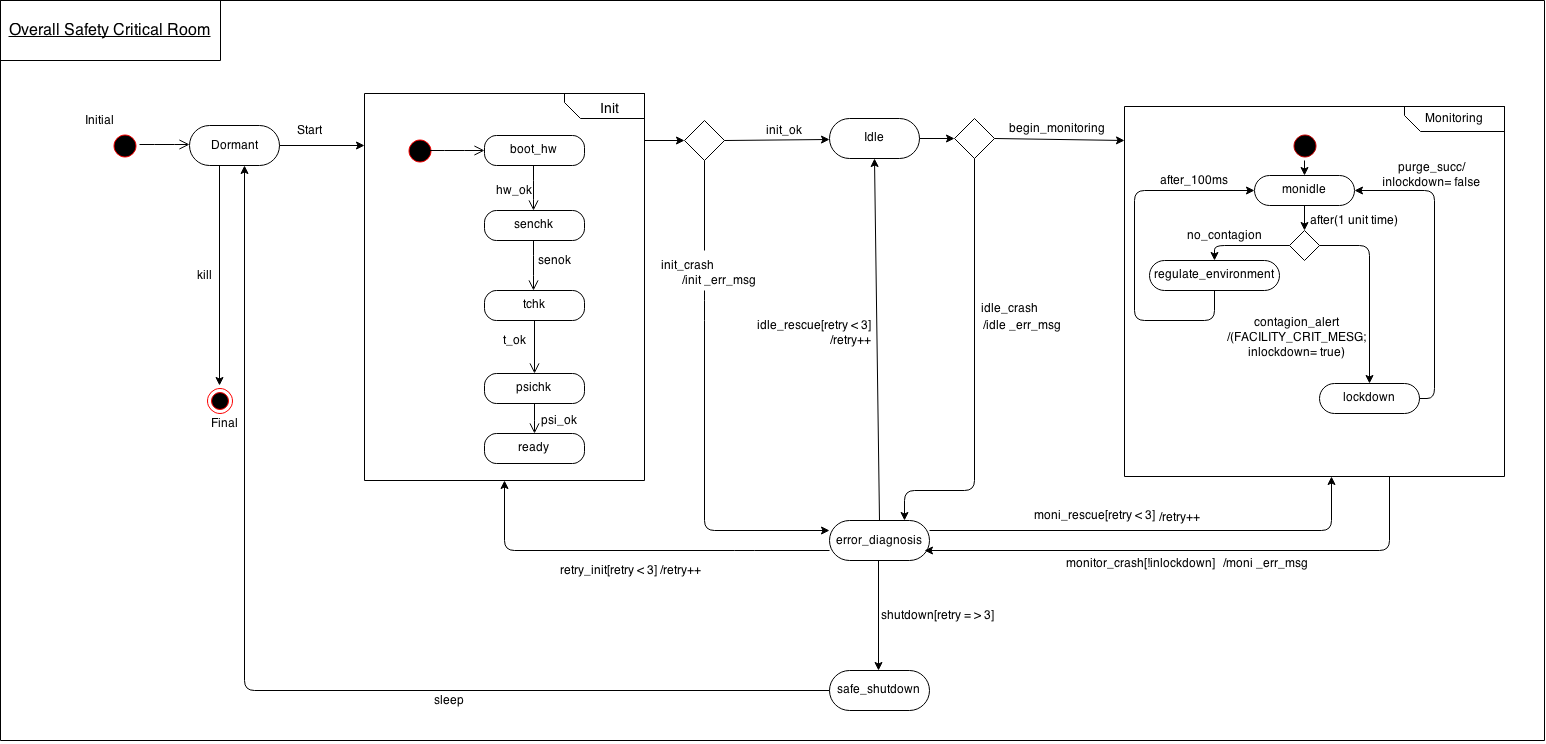 Overall Safety Critical Room
Initial
Dormant
Start
kill
Final
Init
boot_hw
hw_ok
senchk
senok
tchk
t_ok
psichk
psi_ok
ready
init_ok
init_crash
/init _err_msg
Idle
begin_monitoring
idle_rescue[retry < 3]
/retry++
idle_crash
/idle _err_msg
Monitoring
monidle
after_100ms
purge_succ/
inlockdown= false
after(1 unit time)
no_contagion
regulate_environment
contagion_alert
/(FACILITY_CRIT_MESG;
inlockdown= true)
lockdown
error_diagnosis
moni_rescue[retry < 3] /retry++
monitor_crash[!inlockdown] /moni _err_msg
retry_init[retry < 3] /retry++
shutdown[retry = > 3]
safe_shutdown
sleep